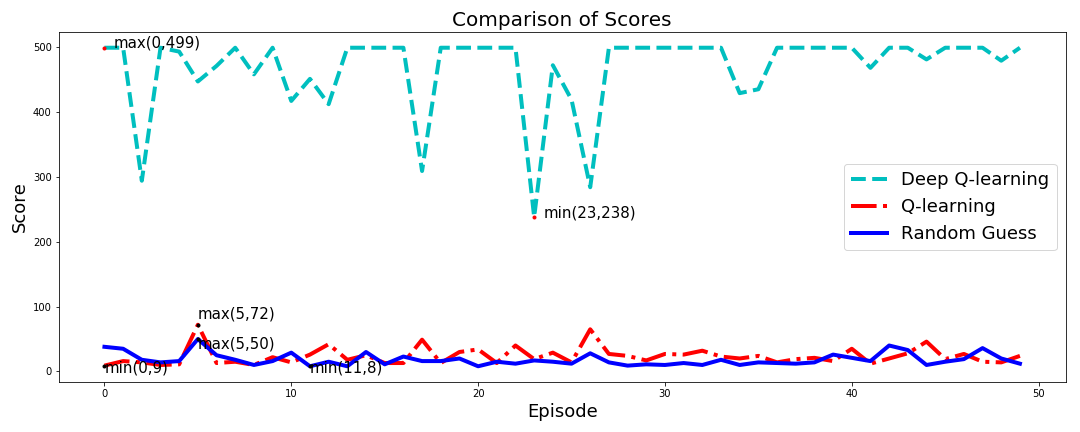 Comparison of Scores
Score
500
400
300
200
100
0
max(0,499)
min(23,238)
max(5,72)
max(5,50)
min(0,9)
min(11,8)
Deep Q-learning
Q-learning
Random Guess
0
10
20
30
40
50
Episode